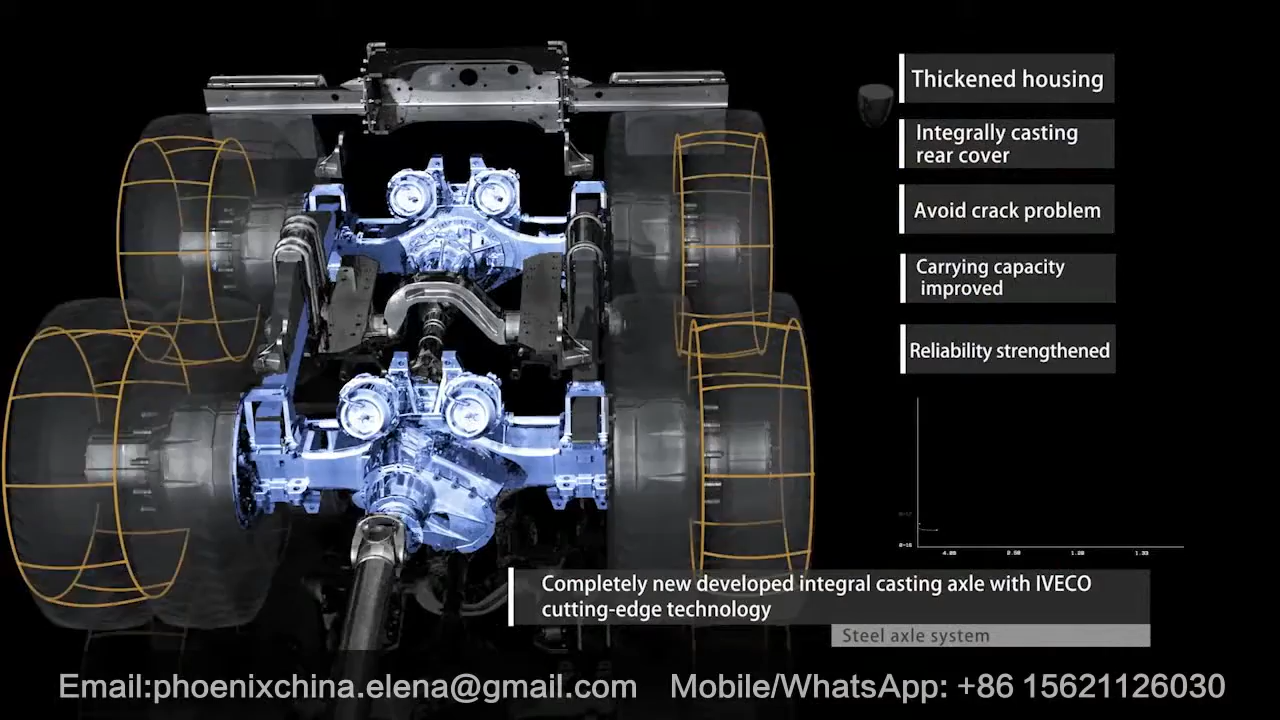 Thickened housing
Integrally casting
rear cover
Avoid crack problem
Carrying capacity
improved
Reliability strengthened
Completely new developed integral casting axle with IVECO
cutting-edge technology
Steel axle system
Email:phoenixchina.elena@gmail.com Mobile/WhatsApp: +86 15621126030